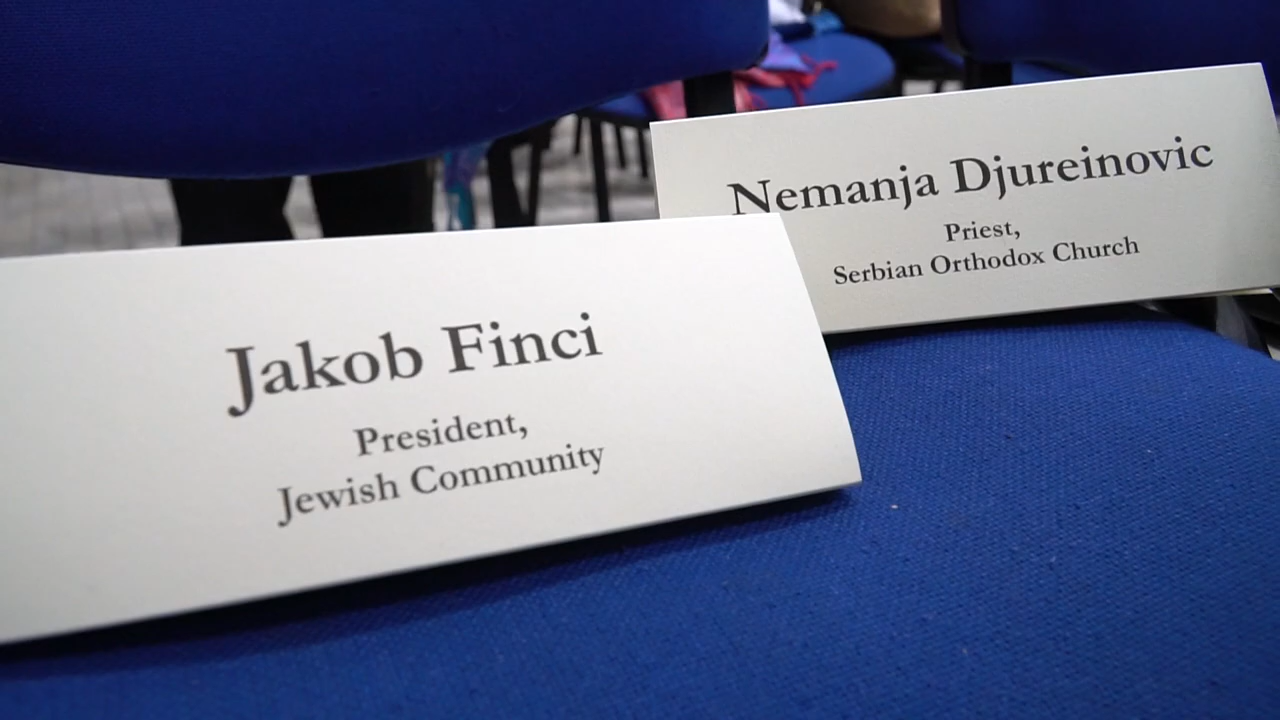 Nemanja Djureinovic
Priest,
Serbian Orthodox Church
Jakob Finci
President,
Jewish Community